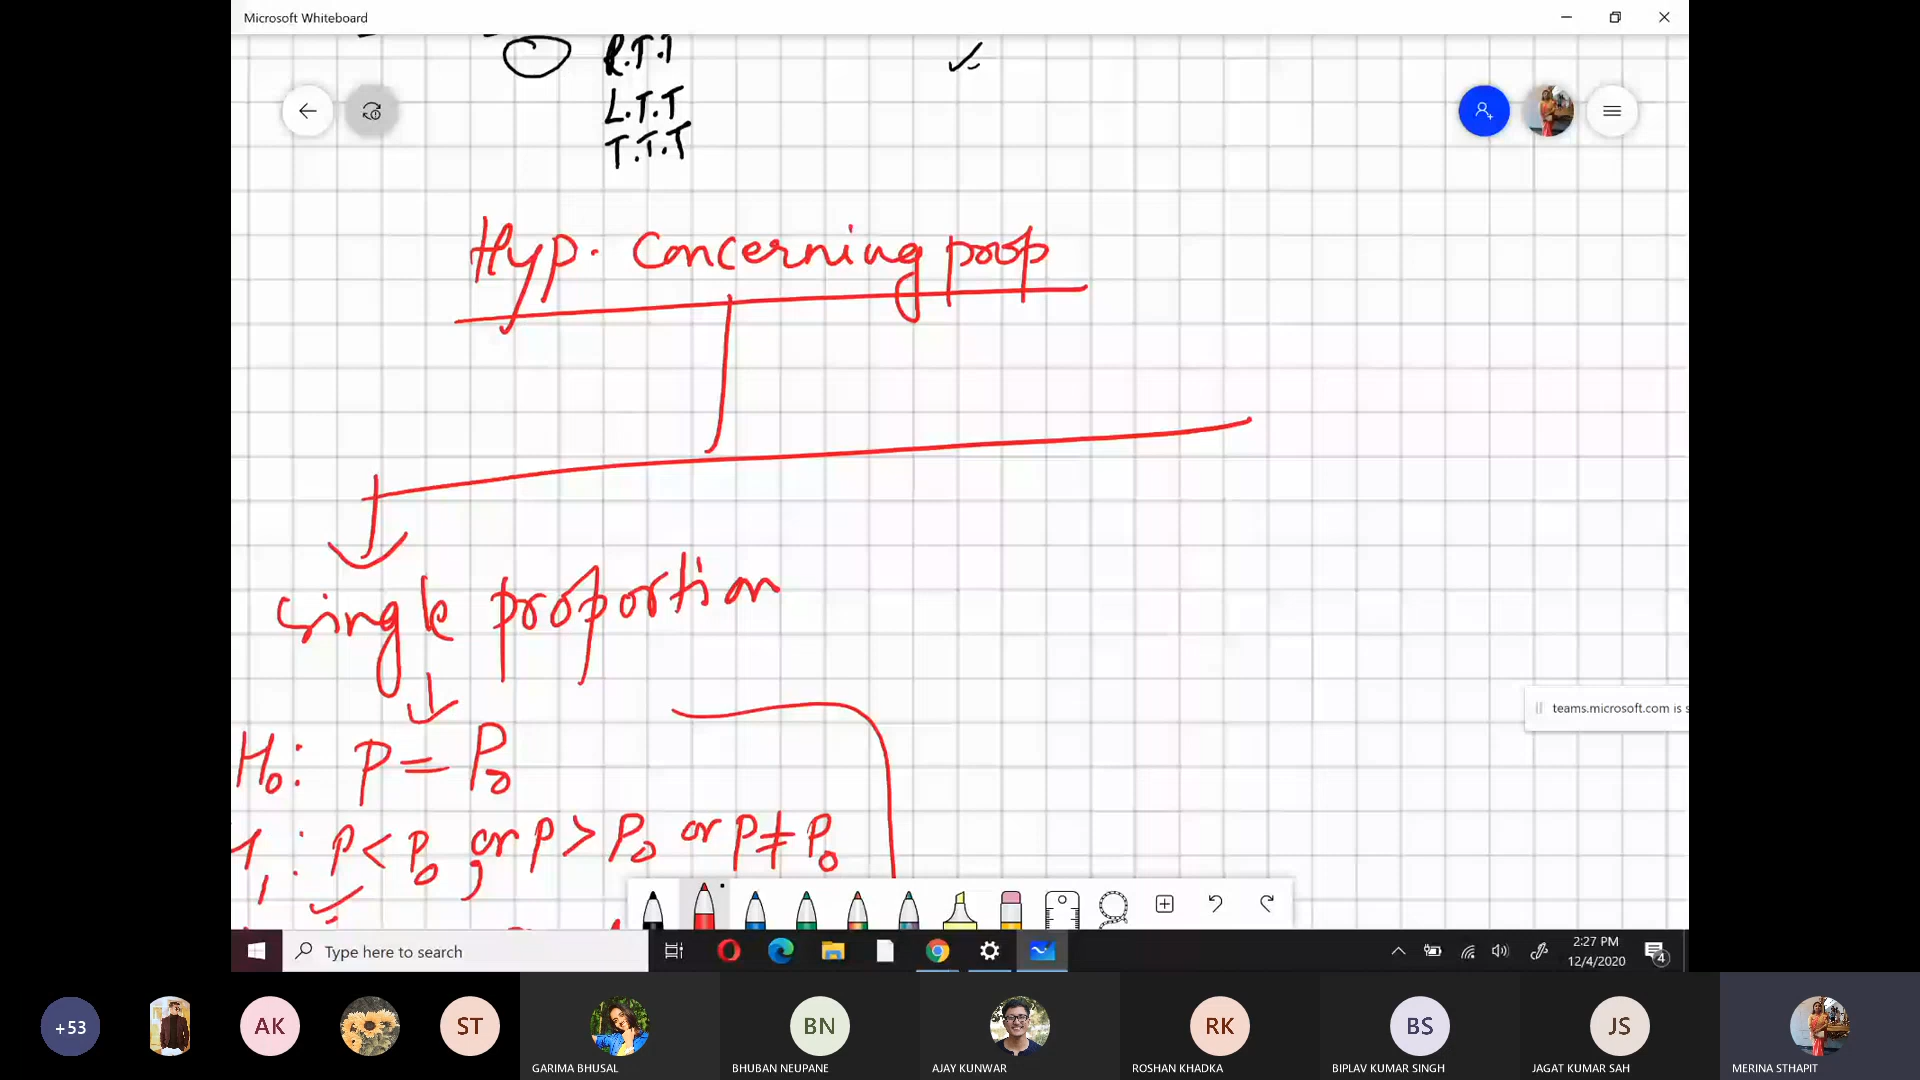 Microsoft Whiteboard
R.T.T
L.T.T
T.T.T
Hyp. Concerning prop
Single proportion
H0: P = P0
H1: P < P0, or P > P0 or P ≠ P0
teams.microsoft.com is s
Type here to search
2:27 PM
12/4/2020
4
+53
AK
ST
BN
RK
BS
JS
GARIMA BHUSAL
BHUBAN NEUPANE
AJAY KUNWAR
ROSHAN KHADKA
BIPLAV KUMAR SINGH
JAGAT KUMAR SAH
MERINA STHAPIT